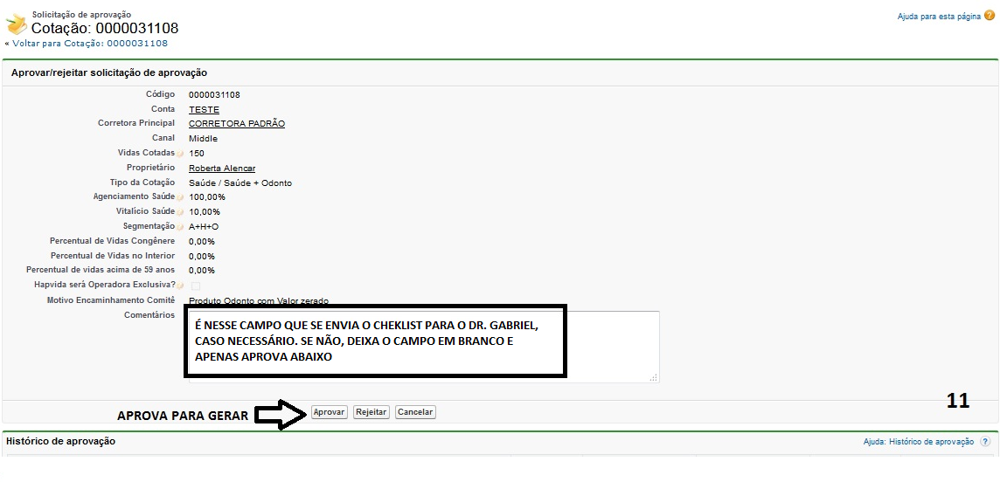 Solicitação de aprovação
Cotação: 0000031108
Ajuda para esta página
« Voltar para Cotação: 0000031108
Aprovar/rejeitar solicitação de aprovação
Código 0000031108
Conta TESTE
Corretora Principal CORRETORA PADRÃO
Canal Middle
Vidas Cotadas 150
Proprietário Roberta Alencar
Tipo da Cotação Saúde / Saúde + Odonto
Agenciamento Saúde 100,00%
Vitalício Saúde 10,00%
Segmentação A+H+O
Percentual de Vidas Congênere 0,00%
Percentual de Vidas no Interior 0,00%
Percentual de vidas acima de 59 anos 0,00%
Hapvida será Operadora Exclusiva?
Motivo Encaminhamento Comitê Produto Odonto com Valor zerado
Comentários
É NESSE CAMPO QUE SE ENVIA O CHEKLIST PARA O DR. GABRIEL,
CASO NECESSÁRIO. SE NÃO, DEIXA O CAMPO EM BRANCO E
APENAS APROVA ABAIXO
APROVA PARA GERAR
Aprovar Rejeitar Cancelar
11
Histórico de aprovação
Ajuda: Histórico de aprovação ?